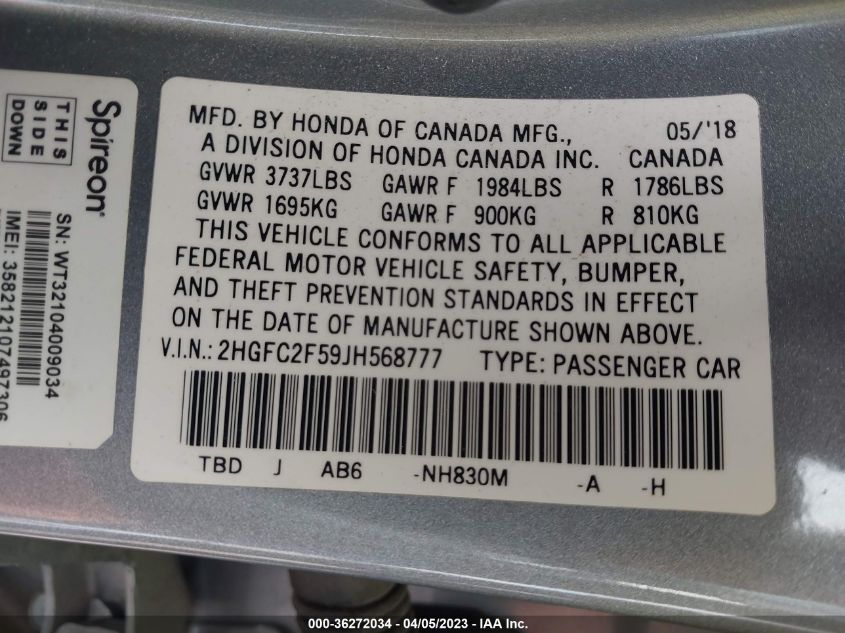 MFD. BY HONDA OF CANADA MFG., 05/'18
A DIVISION OF HONDA CANADA INC. CANADA
GVWR 3737LBS GAWR F 1984LBS R 1786LBS
GVWR 1695KG GAWR F 900KG R 810KG
THIS VEHICLE CONFORMS TO ALL APPLICABLE
FEDERAL MOTOR VEHICLE SAFETY, BUMPER,
AND THEFT PREVENTION STANDARDS IN EFFECT
ON THE DATE OF MANUFACTURE SHOWN ABOVE.
V.I.N.: 2HGFC2F59JH568777 TYPE: PASSENGER CAR
TBD J AB6 -NH830M -A -H
Spireon
THIS
SIDE
DOWN
SN: WT32104009034
IMEI: 358212107497306
000-36272034 - 04/05/2023 - IAA Inc.